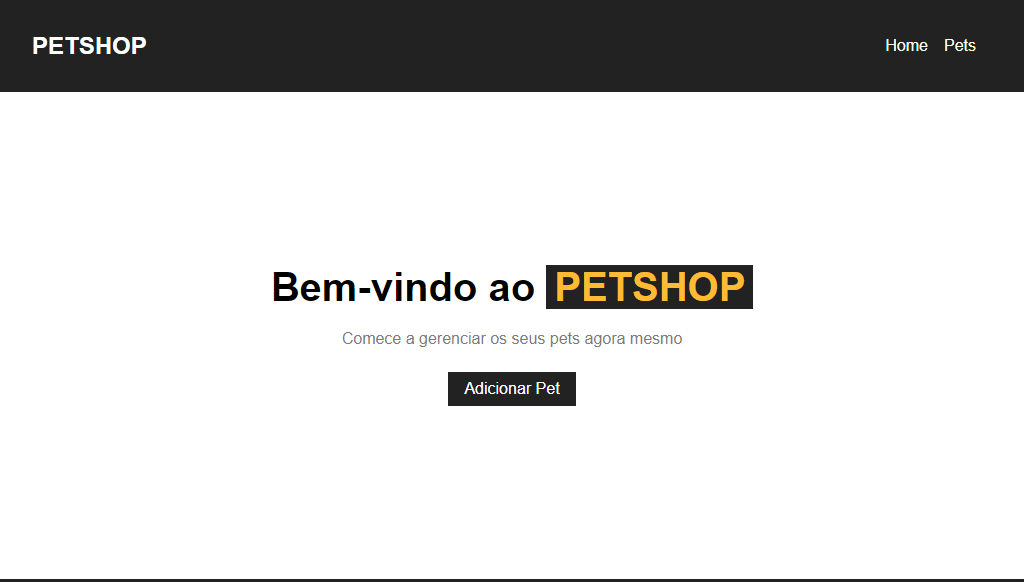 PETSHOP
Home Pets
Bem-vindo ao PETSHOP
Comece a gerenciar os seus pets agora mesmo
Adicionar Pet